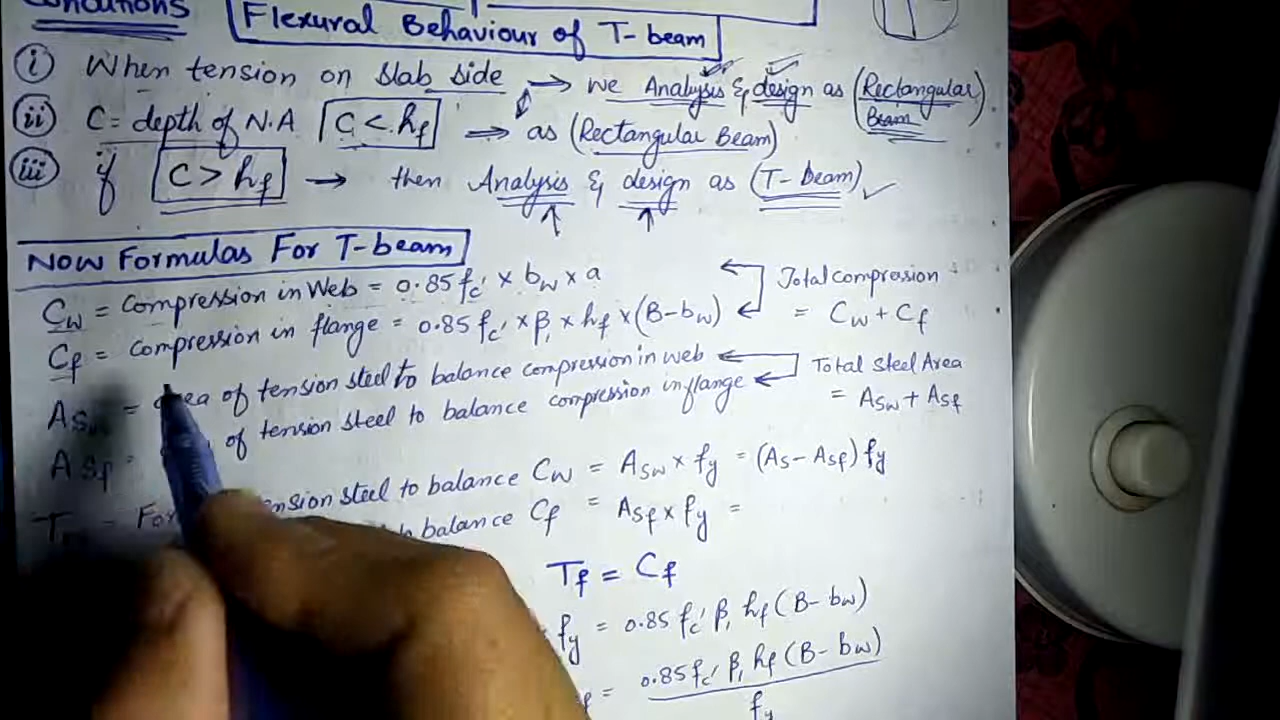 Conditions
Flexural Behaviour of T-beam
(i) When tension on slab side → we Analysis & design as (Rectangular Beam).
(ii) C = depth of N.A C < hf ⟹ as (Rectangular Beam)
(iii) if C > hf → then Analysis & design as (T-beam)
Now Formulas For T-beam
Cw = Compression in Web = 0.85 fc' × bw × a
Cf = Compression in flange = 0.85 fc' × β1 × hf × (B-bw)
Total compression
= Cw + Cf
Asw = area of tension steel to balance compression in web
Asf = of tension steel to balance compression in flange
Total Steel Area
= Asw + Asf
tension steel to balance Cw = Asw × fy = (As - Asf) fy
balance Cf = Asf × fy =
Tf = Cf
fy = 0.85 fc' β1 hf (B-bw)
= 0.85 fc' β1 hf (B-bw)
fy